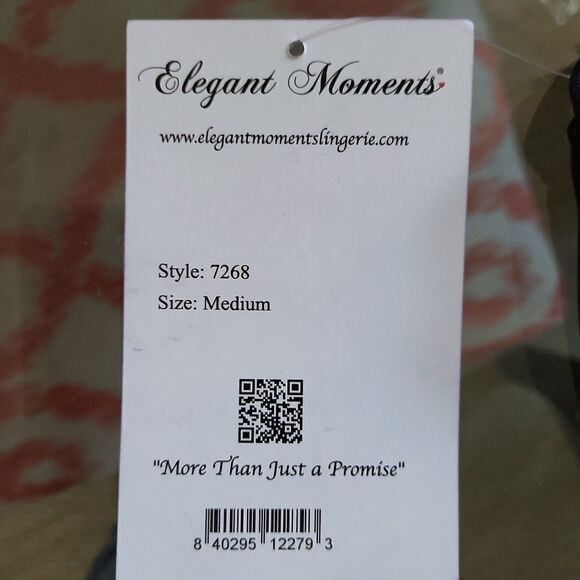 Elegant Moments®
www.elegantmomentslingerie.com
Style: 7268
Size: Medium
"More Than Just a Promise"
8 40295 12279 3